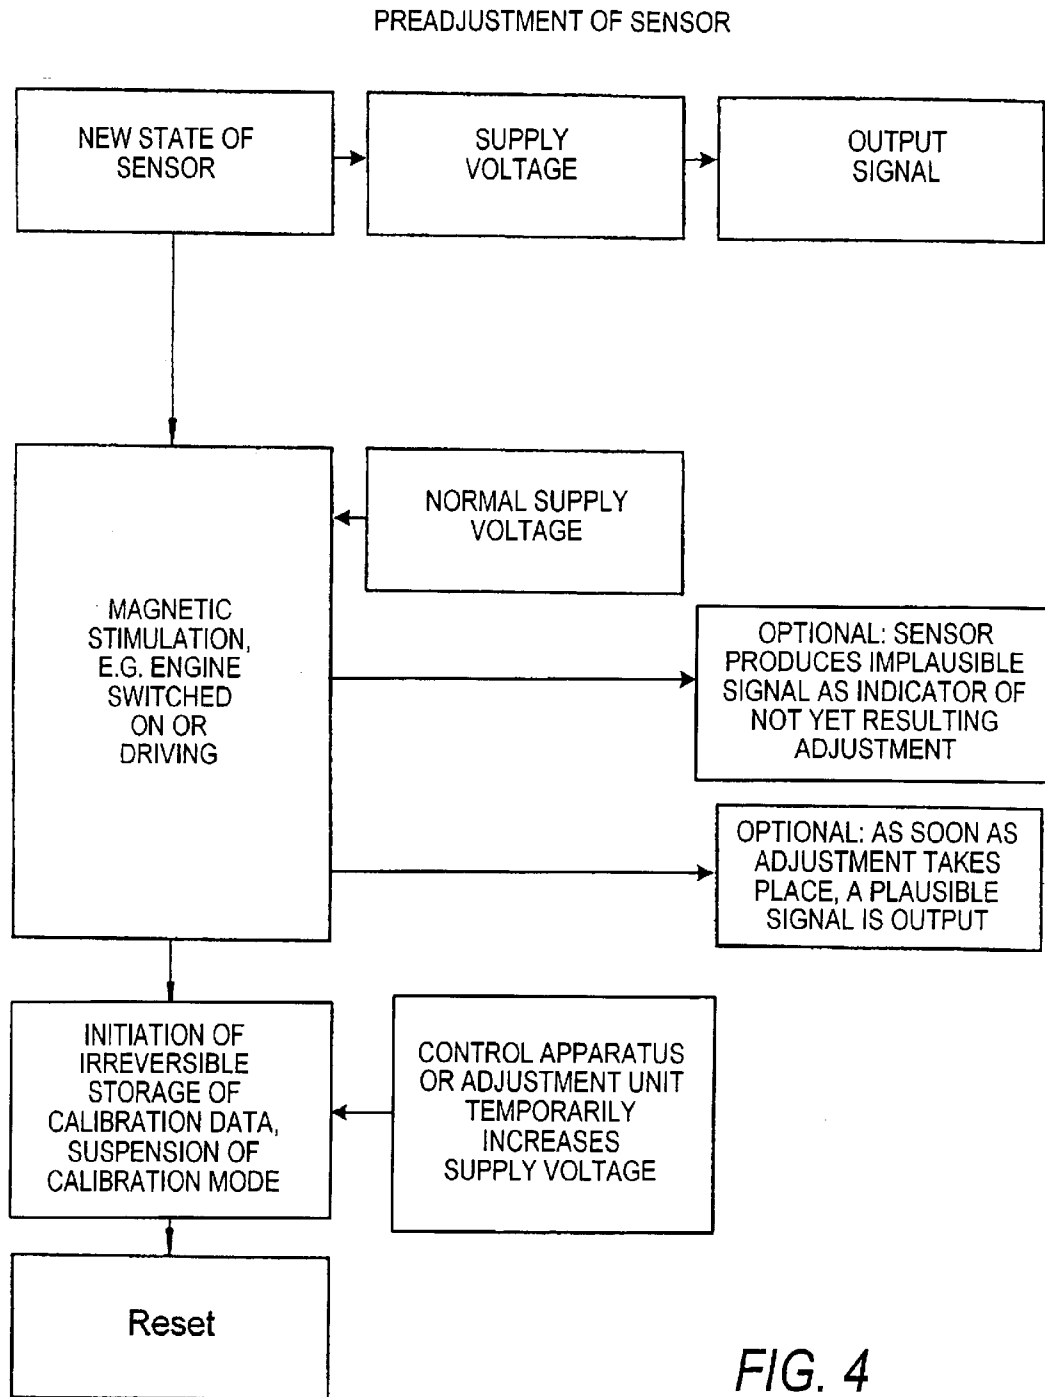 PREADJUSTMENT OF SENSOR
NEW STATE OF
SENSOR
SUPPLY
VOLTAGE
OUTPUT
SIGNAL
NORMAL SUPPLY
VOLTAGE
MAGNETIC
STIMULATION,
E.G. ENGINE
SWITCHED
ON OR
DRIVING
OPTIONAL: SENSOR
PRODUCES IMPLAUSIBLE
SIGNAL AS INDICATOR OF
NOT YET RESULTING
ADJUSTMENT
OPTIONAL: AS SOON AS
ADJUSTMENT TAKES
PLACE, A PLAUSIBLE
SIGNAL IS OUTPUT
INITIATION OF
IRREVERSIBLE
STORAGE OF
CALIBRATION DATA,
SUSPENSION OF
CALIBRATION MODE
CONTROL APPARATUS
OR ADJUSTMENT UNIT
TEMPORARILY
INCREASES
SUPPLY VOLTAGE
Reset
FIG. 4